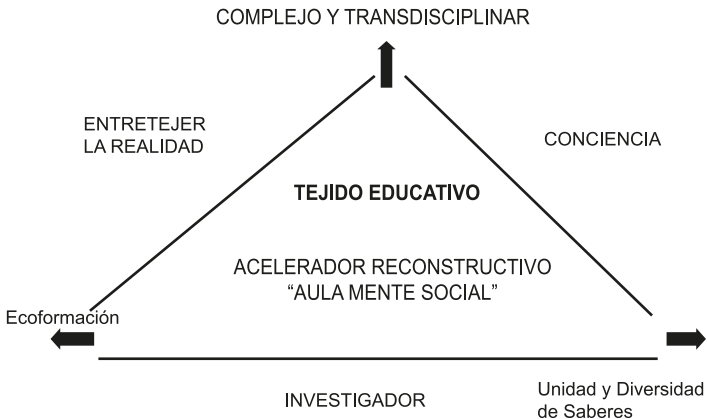 COMPLEJO Y TRANSDISCIPLINAR
ENTRETEJER
LA REALIDAD
CONCIENCIA
TEJIDO EDUCATIVO
ACELERADOR RECONSTRUCTIVO
“AULA MENTE SOCIAL”
Ecoformación
INVESTIGADOR
Unidad y Diversidad
de Saberes